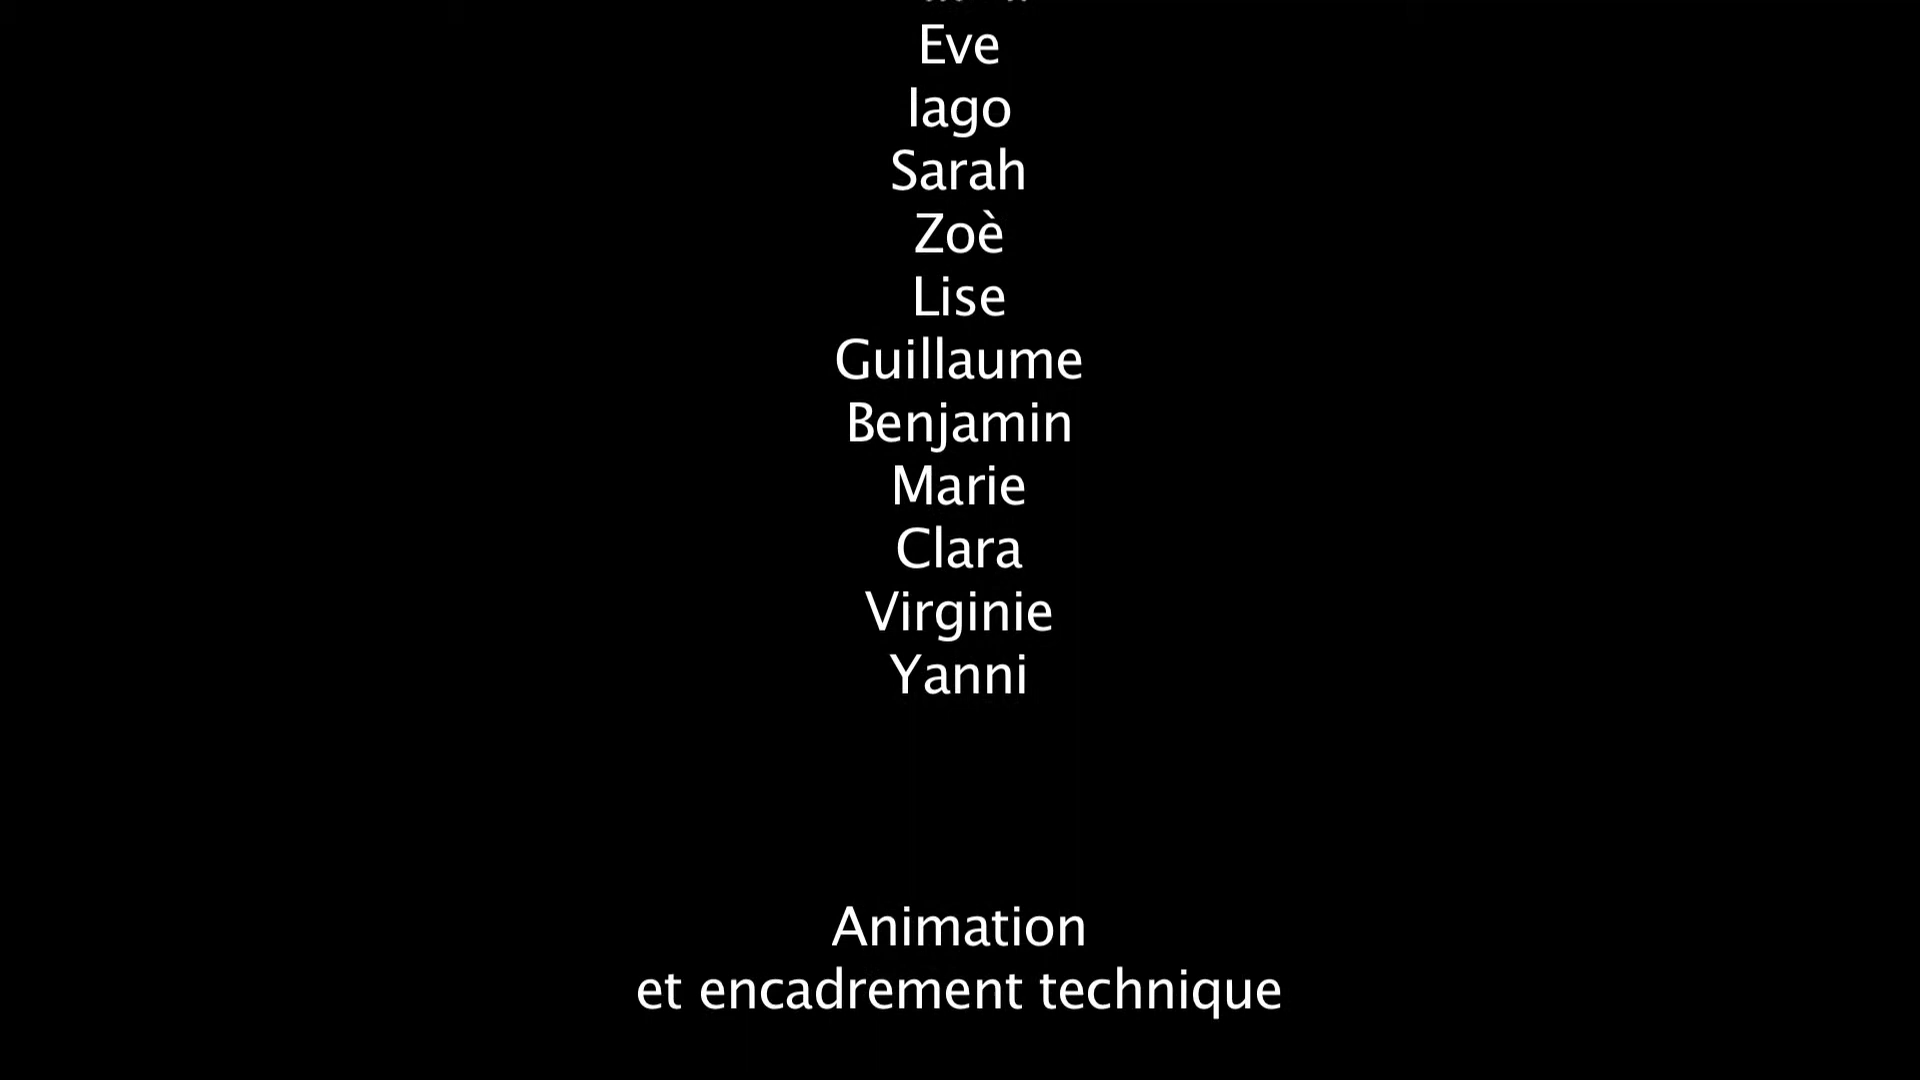 Eve
Iago
Sarah
Zoè
Lise
Guillaume
Benjamin
Marie
Clara
Virginie
Yanni
Animation
et encadrement technique